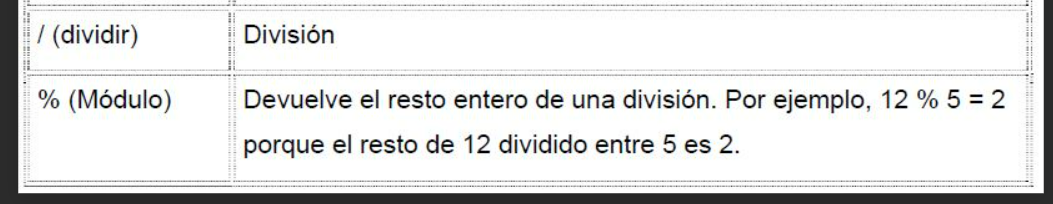 / (dividir) División
% (Módulo) Devuelve el resto entero de una división. Por ejemplo, 12 % 5 = 2
porque el resto de 12 dividido entre 5 es 2.